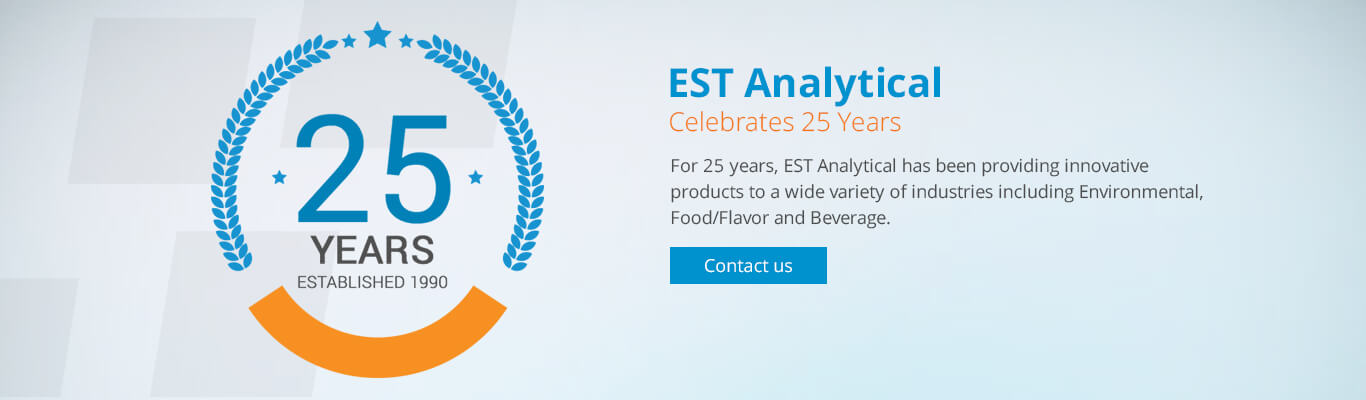 25
YEARS
ESTABLISHED 1990
EST Analytical
Celebrates 25 Years
For 25 years, EST Analytical has been providing innovative
products to a wide variety of industries including Environmental,
Food/Flavor and Beverage.
Contact us